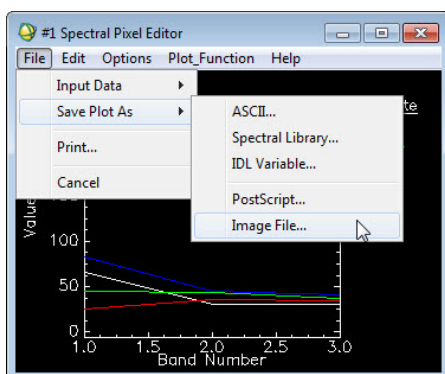 #1 Spectral Pixel Editor
File Edit Options Plot_Function Help
Input Data
Save Plot As
Print...
Cancel
ASCII...
Spectral Library...
IDL Variable...
PostScript...
Image File...
te
Value
100
50
0
1.0 1.5 2.0 2.5 3.0
Band Number